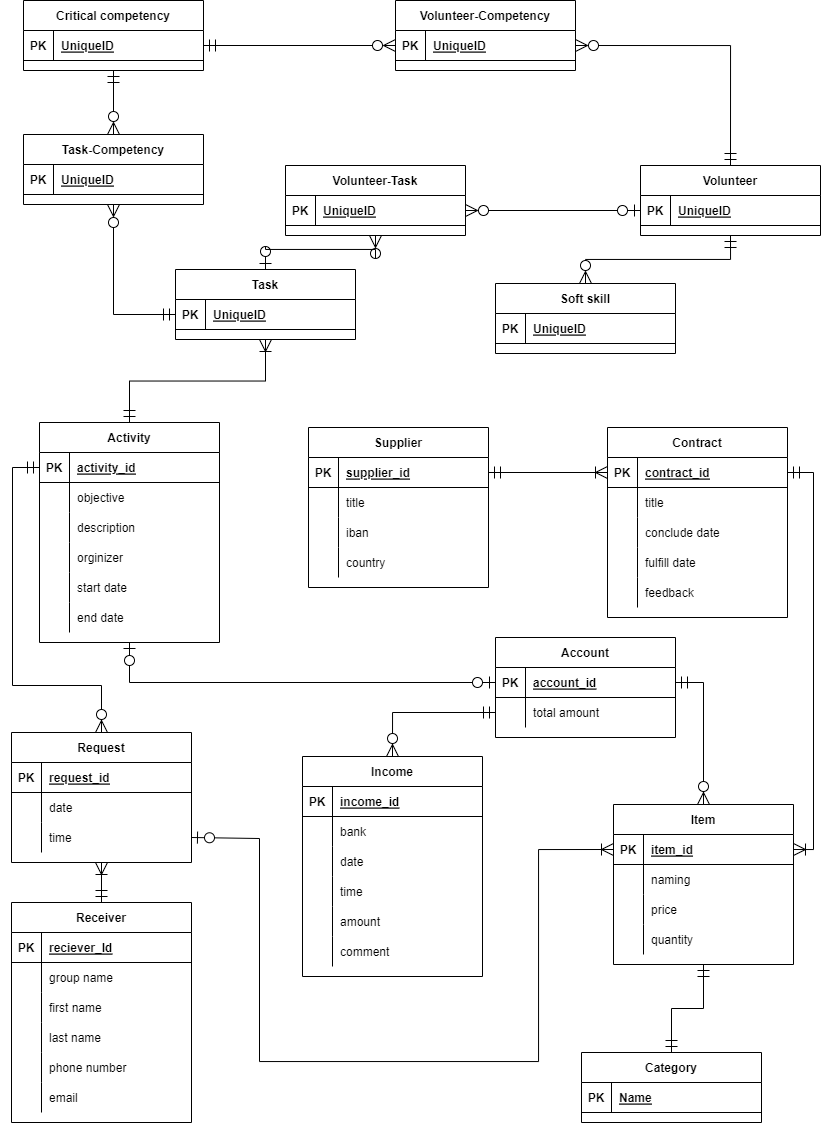 Critical competency
PK UniqueID
Volunteer-Competency
PK UniqueID
Task-Competency
PK UniqueID
Volunteer-Task
PK UniqueID
Volunteer
PK UniqueID
Task
PK UniqueID
Soft skill
PK UniqueID
Activity
PK activity_id
objective
description
orginizer
start date
end date
Supplier
PK supplier_id
title
iban
country
Contract
PK contract_id
title
conclude date
fulfill date
feedback
Account
PK account_id
total amount
Request
PK request_id
date
time
Income
PK income_id
bank
date
time
amount
comment
Item
PK item_id
naming
price
quantity
Receiver
PK reciever_Id
group name
first name
last name
phone number
email
Category
PK Name